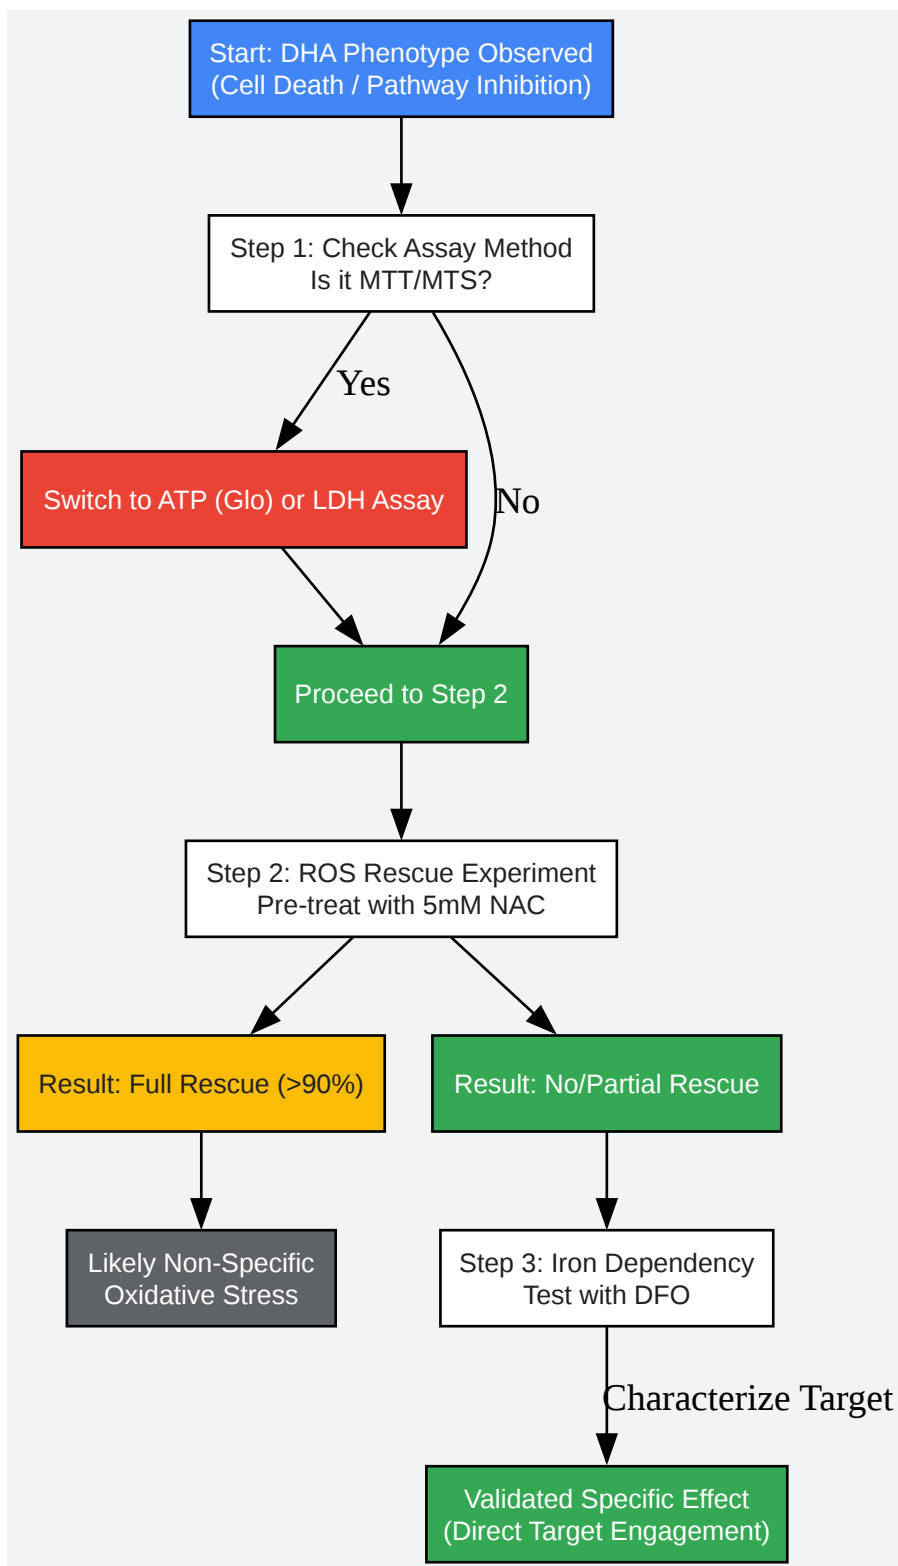 Start: DHA Phenotype Observed
(Cell Death / Pathway Inhibition)
Step 1: Check Assay Method
Is it MTT/MTS?
Yes
Switch to ATP (Glo) or LDH Assay
No
Proceed to Step 2
Step 2: ROS Rescue Experiment
Pre-treat with 5mM NAC
Result: Full Rescue (>90%)
Result: No/Partial Rescue
Likely Non-Specific
Oxidative Stress
Step 3: Iron Dependency
Test with DFO
Characterize Target
Validated Specific Effect
(Direct Target Engagement)